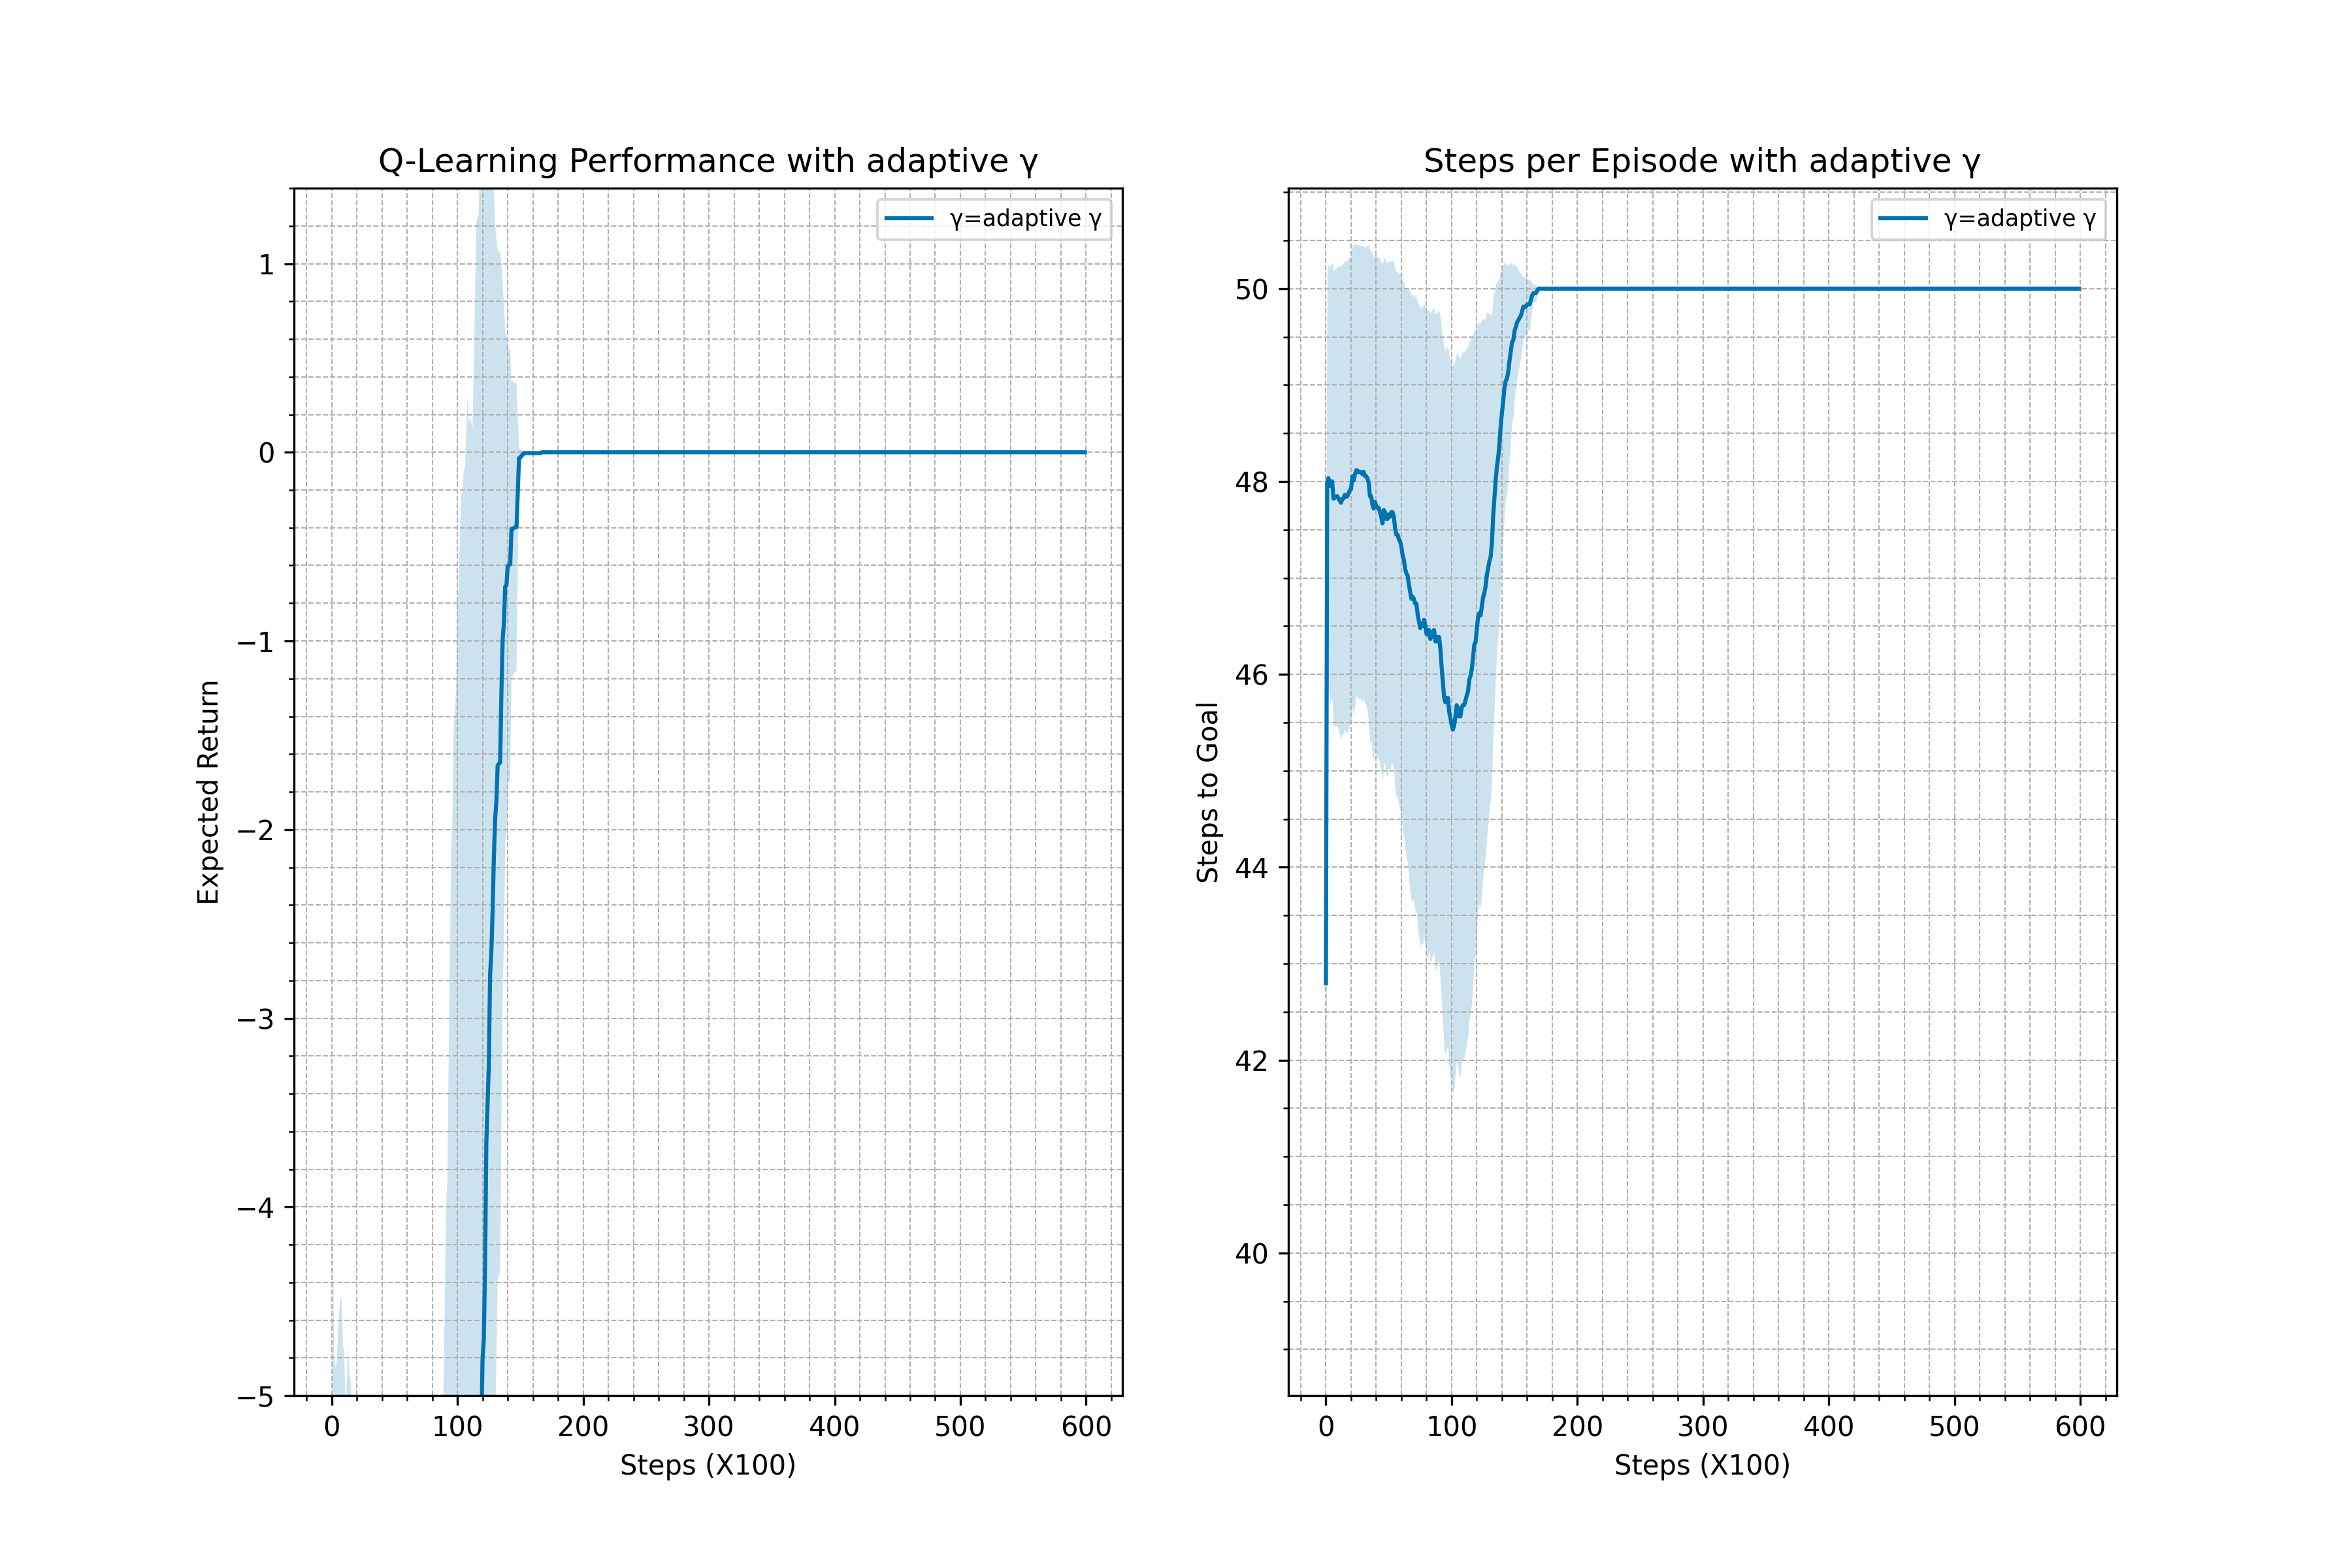 Q-Learning Performance with adaptive γ
γ=adaptive γ
1
0
−1
−2
−3
−4
−5
Expected Return
0 100 200 300 400 500 600
Steps (X100)
Steps per Episode with adaptive γ
γ=adaptive γ
50
48
46
44
42
40
Steps to Goal
0 100 200 300 400 500 600
Steps (X100)